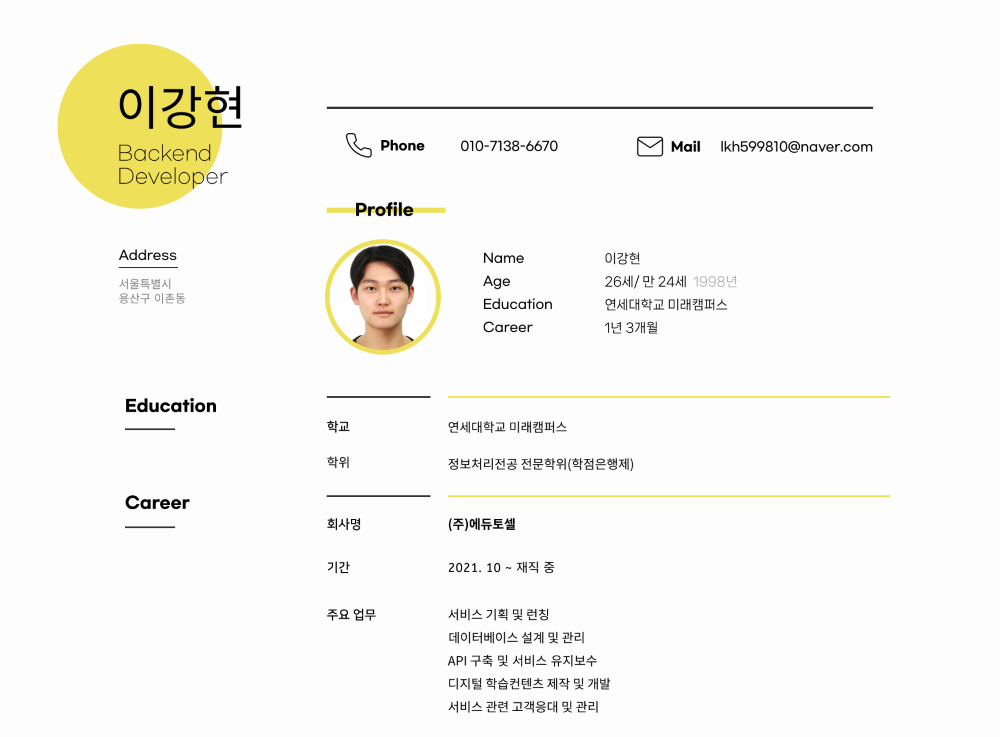 이강현
Backend
Developer
Phone 010-7138-6670 Mail lkh599810@naver.com
Profile
Address
서울특별시
용산구 이촌동
Name 이강현
Age 26세/ 만 24세 1998년
Education 연세대학교 미래캠퍼스
Career 1년 3개월
Education
학교 연세대학교 미래캠퍼스
학위 정보처리전공 전문학위(학점은행제)
Career
회사명 (주)에듀토셀
기간 2021. 10 ~ 재직 중
주요 업무 서비스 기획 및 런칭
데이터베이스 설계 및 관리
API 구축 및 서비스 유지보수
디지털 학습컨텐츠 제작 및 개발
서비스 관련 고객응대 및 관리